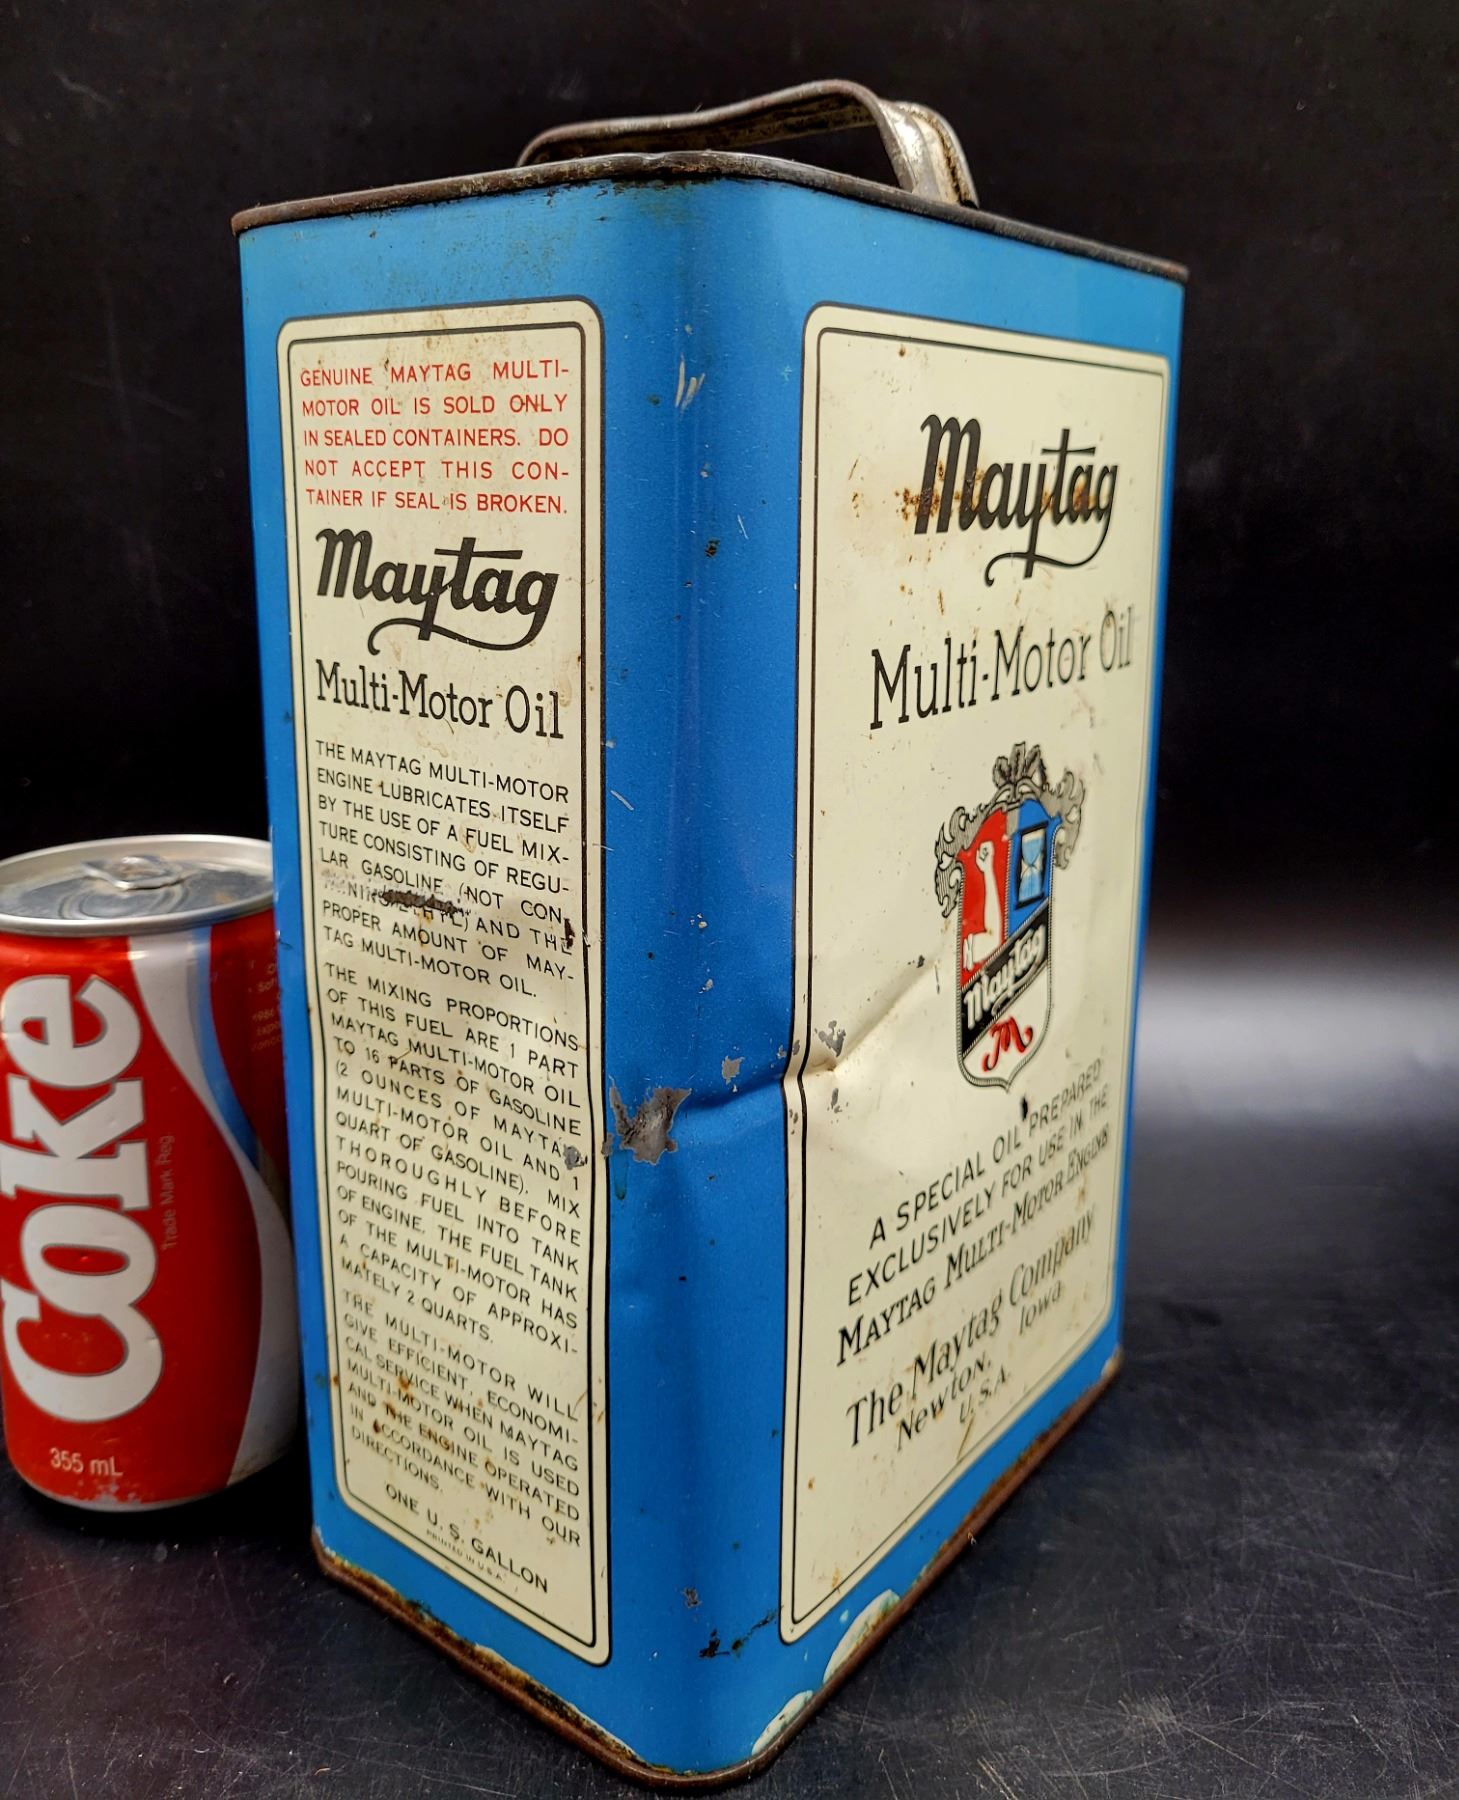 GENUINE MAYTAG MULTI-
MOTOR OIL IS SOLD ONLY
IN SEALED CONTAINERS. DO
NOT ACCEPT THIS CON-
TAINER IF SEAL IS BROKEN.
Maytag
Multi-Motor Oil
THE MAYTAG MULTI-MOTOR
ENGINE LUBRICATES ITSELF
BY THE USE OF A FUEL MIX-
TURE CONSISTING OF REGU-
LAR GASOLINE (NOT CON-
AND THE
PROPER AMOUNT OF MAY-
TAG MULTI-MOTOR OIL.
THE MIXING PROPORTIONS
OF THIS FUEL ARE 1 PART
MAYTAG MULTI-MOTOR OIL
TO 16 PARTS OF GASOLINE
(2 OUNCES OF MAYTAG
MULTI-MOTOR OIL AND 1
QUART OF GASOLINE). MIX
THOROUGHLY BEFORE
POURING FUEL INTO TANK
OF ENGINE. THE FUEL TANK
OF THE MULTI-MOTOR HAS
A CAPACITY OF APPROXI-
MATELY 2 QUARTS.
THE MULTI-MOTOR WILL
GIVE EFFICIENT, ECONOMI-
CAL SERVICE WHEN MAYTAG
MULTI-MOTOR OIL IS USED
AND THE ENGINE OPERATED
IN ACCORDANCE WITH OUR
DIRECTIONS.
ONE U. S. GALLON
PRINTED IN U.S.A.
Maytag
Multi-Motor Oil
Maytag
M
A SPECIAL OIL PREPARED
EXCLUSIVELY FOR USE IN THE
MAYTAG MULTI-MOTOR ENGINE
The Maytag Company
Newton, Iowa
U.S.A.
Coke
Trade Mark Reg.
355 mL